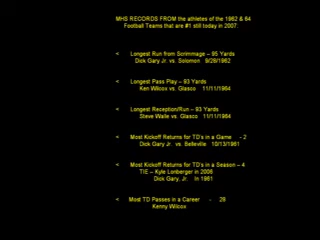 MHS RECORDS FROM the athletes of the 1962 & 64
Football Teams that are #1 still today in 2007.
< Longest Run from Scrimmage – 95 Yards
Dick Gary Jr. vs. Solomon 9/28/1962
< Longest Pass Play – 93 Yards
Ken Wilcox vs. Glasco 11/11/1964
< Longest Reception/Run – 93 Yards
Steve Walle vs. Glasco 11/11/1964
< Most Kickoff Returns for TD's in a Game - 2
Dick Gary Jr. vs. Belleville 10/13/1961
< Most Kickoff Returns for TD's in a Season – 4
TIE – Kyle Lonberger in 2006
Dick Gary, Jr. In 1961
< Most TD Passes in a Career - 28
Kenny Wilcox